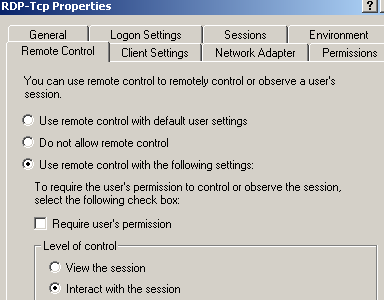 RDP-Tcp Properties
?
General Logon Settings Sessions Environment
Remote Control Client Settings Network Adapter Permissions
You can use remote control to remotely control or observe a user's
session.
Use remote control with default user settings
Do not allow remote control
Use remote control with the following settings:
To require the user's permission to control or observe the session,
select the following check box:
Require user's permission
Level of control
View the session
Interact with the session